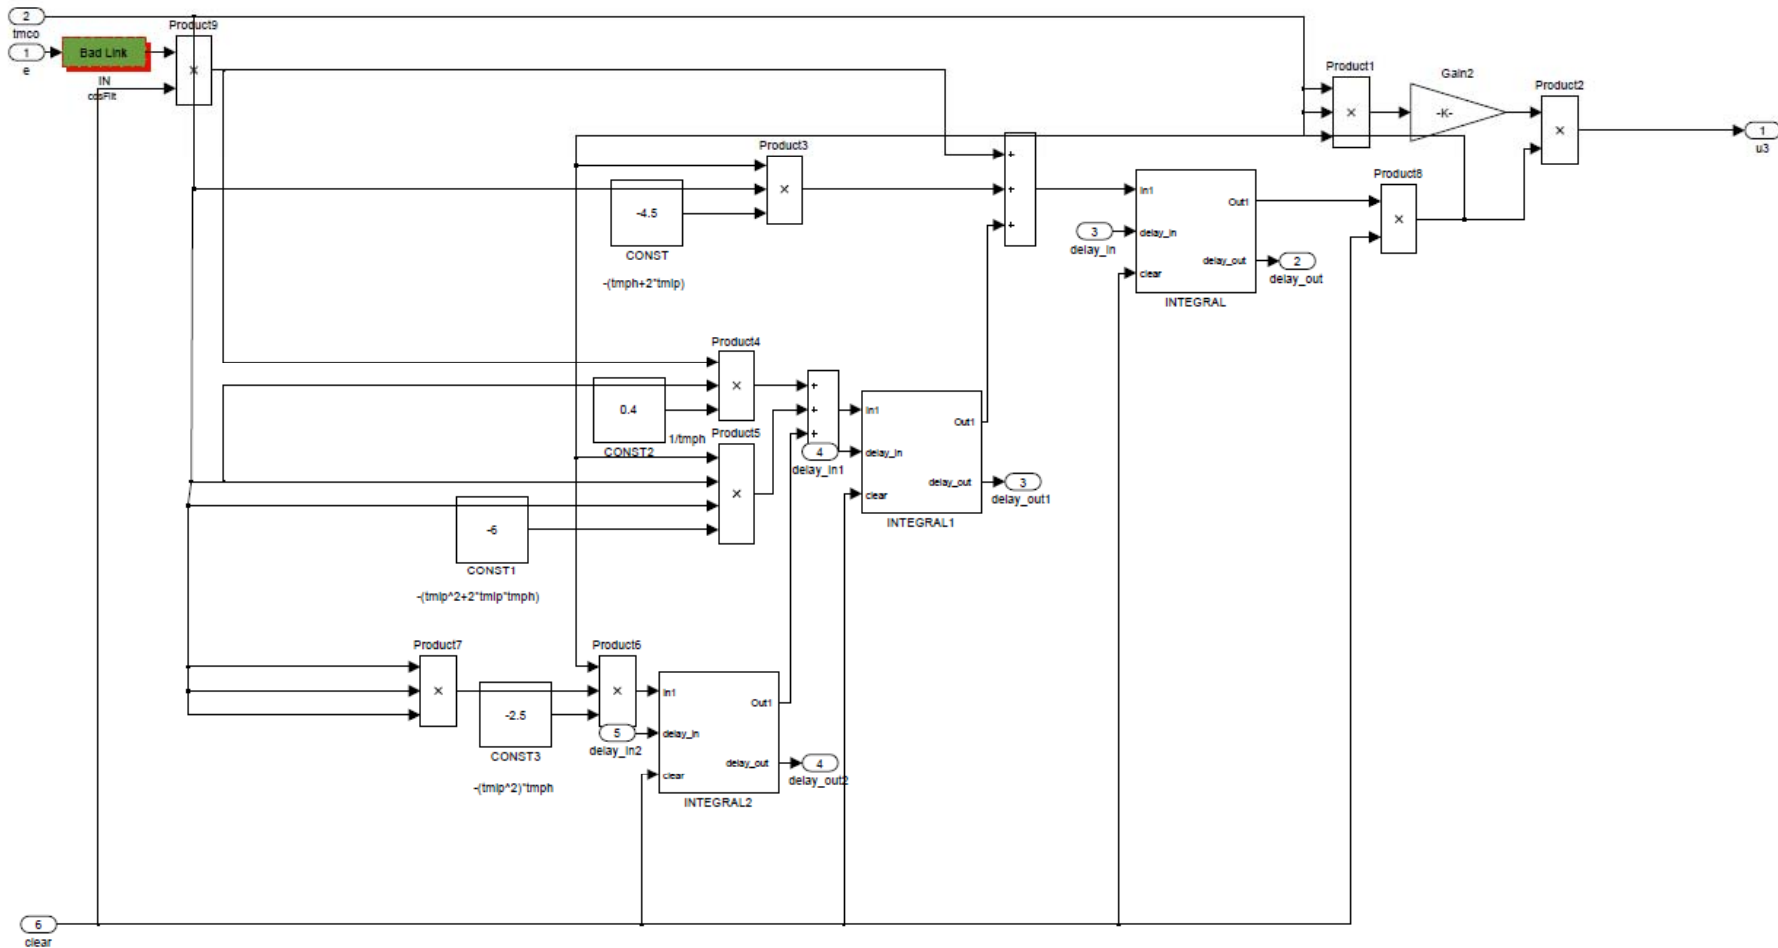 2
tmco
Product9
1
e
Bad Link
IN
cosFilt
×
Product1
×
Gain2
-K-
Product2
×
1
u3
Product3
×
-4.5
CONST
-(tmph+2*tmlp)
+
+
+
In1
delay_in
clear
Out1
delay_out
INTEGRAL
3
delay_in
2
delay_out
Product8
×
Product4
×
0.4
CONST2
1/tmph
Product5
×
+
+
+
4
delay_in1
In1
delay_in
clear
Out1
delay_out
INTEGRAL1
3
delay_out1
-6
CONST1
-(tmlp^2+2*tmlp*tmph)
Product7
×
-2.5
CONST3
-(tmlp^2)*tmph
Product6
×
5
delay_in2
In1
delay_in
clear
Out1
delay_out
INTEGRAL2
4
delay_out2
6
clear